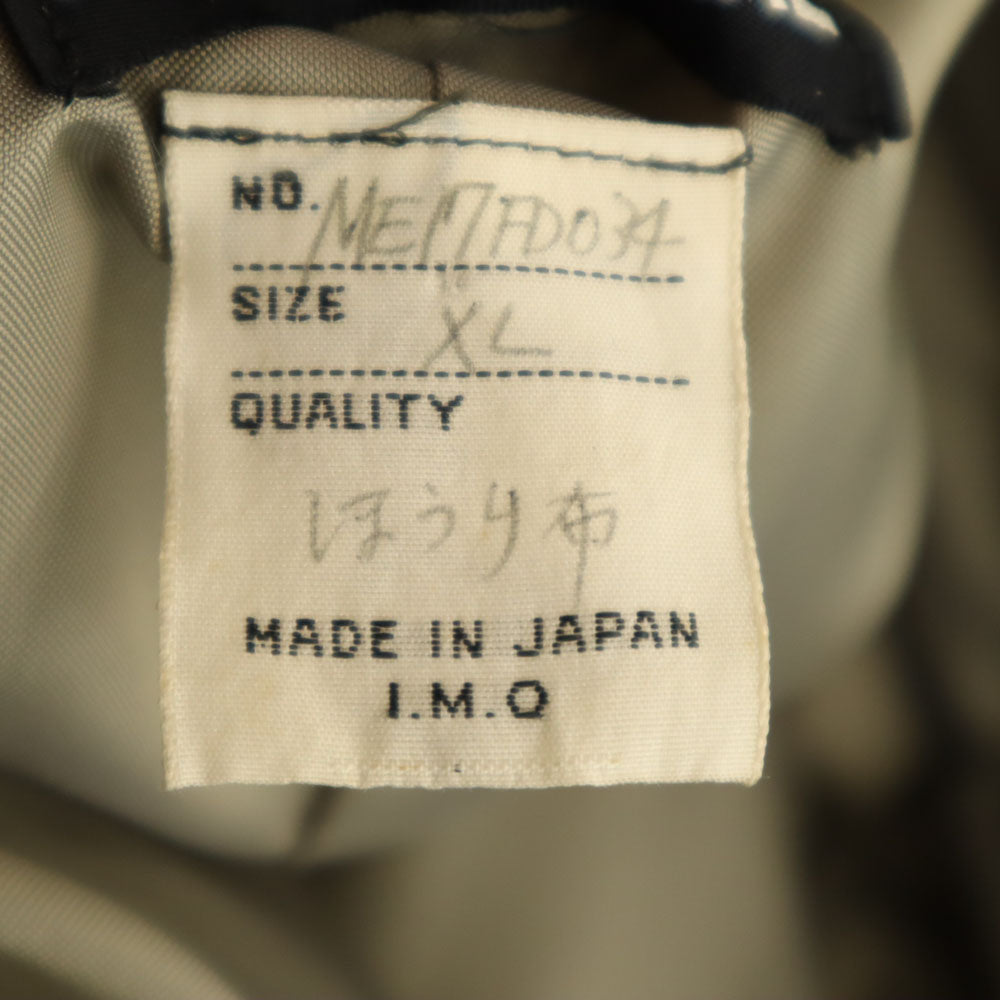 NO. ME17FD034
SIZE XL
QUALITY
ほうり布
MADE IN JAPAN
I.M.Q